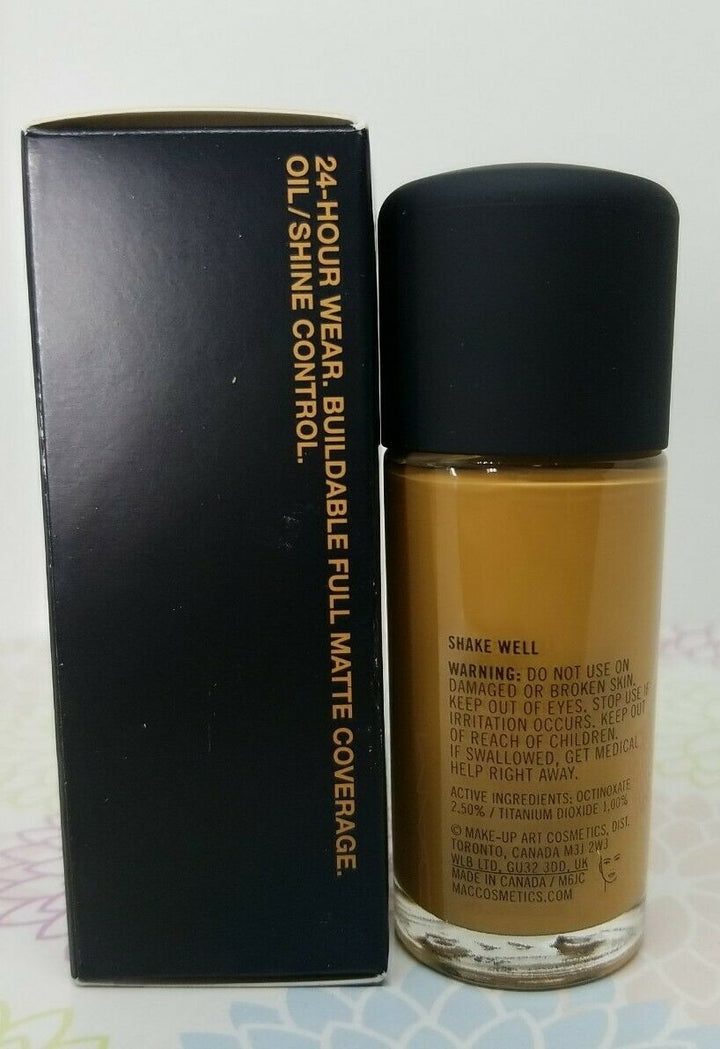 24-HOUR WEAR. BUILDABLE FULL MATTE COVERAGE.
OIL/SHINE CONTROL.
SHAKE WELL
WARNING: DO NOT USE ON
DAMAGED OR BROKEN SKIN.
KEEP OUT OF EYES. STOP USE IF
IRRITATION OCCURS. KEEP OUT
OF REACH OF CHILDREN.
IF SWALLOWED, GET MEDICAL
HELP RIGHT AWAY.
ACTIVE INGREDIENTS: OCTINOXATE
2.50% / TITANIUM DIOXIDE 1.00%
© MAKE-UP ART COSMETICS, DIST.
TORONTO, CANADA M3J 2W3
WLB LTD, GU32 3DD, UK
MADE IN CANADA / M6JC
MACCOSMETICS.COM